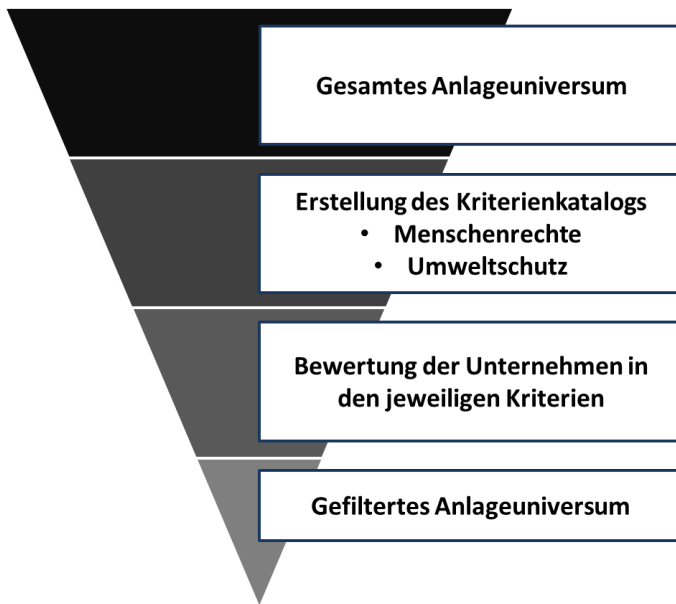 Gesamtes Anlageuniversum
Erstellung des Kriterienkatalogs
• Menschenrechte
• Umweltschutz
Bewertung der Unternehmen in
den jeweiligen Kriterien
Gefiltertes Anlageuniversum